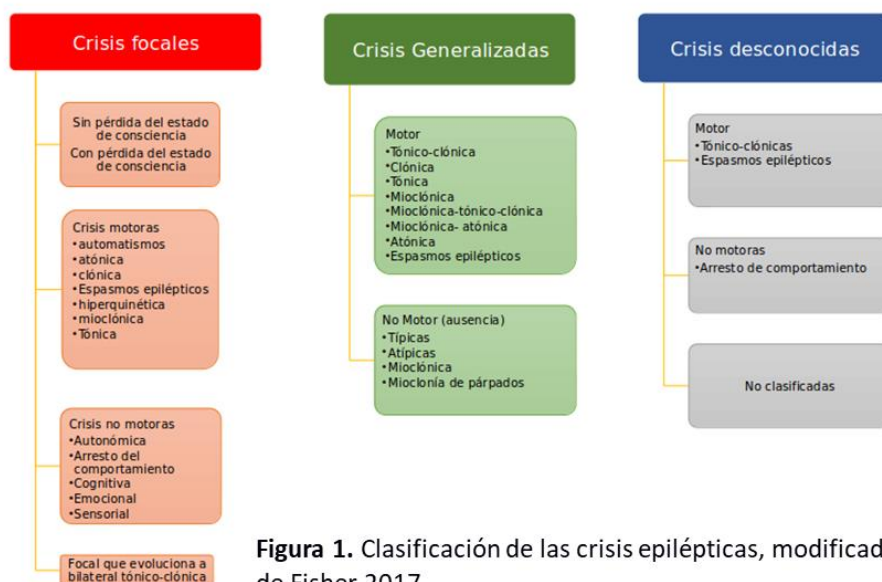 Crisis focales
Sin pérdida del estado
de consciencia
Con pérdida del estado
de consciencia
Crisis motoras
•automatismos
•atónica
•clónica
•Espasmos epilépticos
•hiperquinética
•mioclónica
•Tónica
Crisis no motoras
•Autonómica
•Arresto del
comportamiento
•Cognitiva
•Emocional
•Sensorial
Focal que evoluciona a
bilateral tónico-clónica
Crisis Generalizadas
Motor
•Tónico-clónica
•Clónica
•Tónica
•Mioclónica
•Mioclónica-tónico-clónica
•Mioclónica- atónica
•Atónica
•Espasmos epilépticos
No Motor (ausencia)
•Típicas
•Atípicas
•Mioclónica
•Mioclonía de párpados
Crisis desconocidas
Motor
•Tónico-clónicas
•Espasmos epilépticos
No motoras
•Arresto de comportamiento
No clasificadas
Figura 1. Clasificación de las crisis epilépticas, modificad
de Fisher 2017